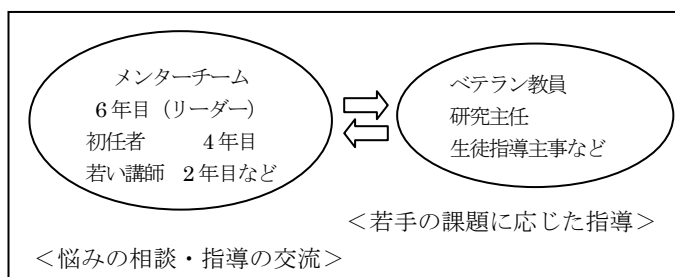 メンターチーム
6年目（リーダー）
初任者　　4年目
若い講師　2年目など
ベテラン教員
研究主任
生徒指導主事など
＜若手の課題に応じた指導＞
＜悩みの相談・指導の交流＞